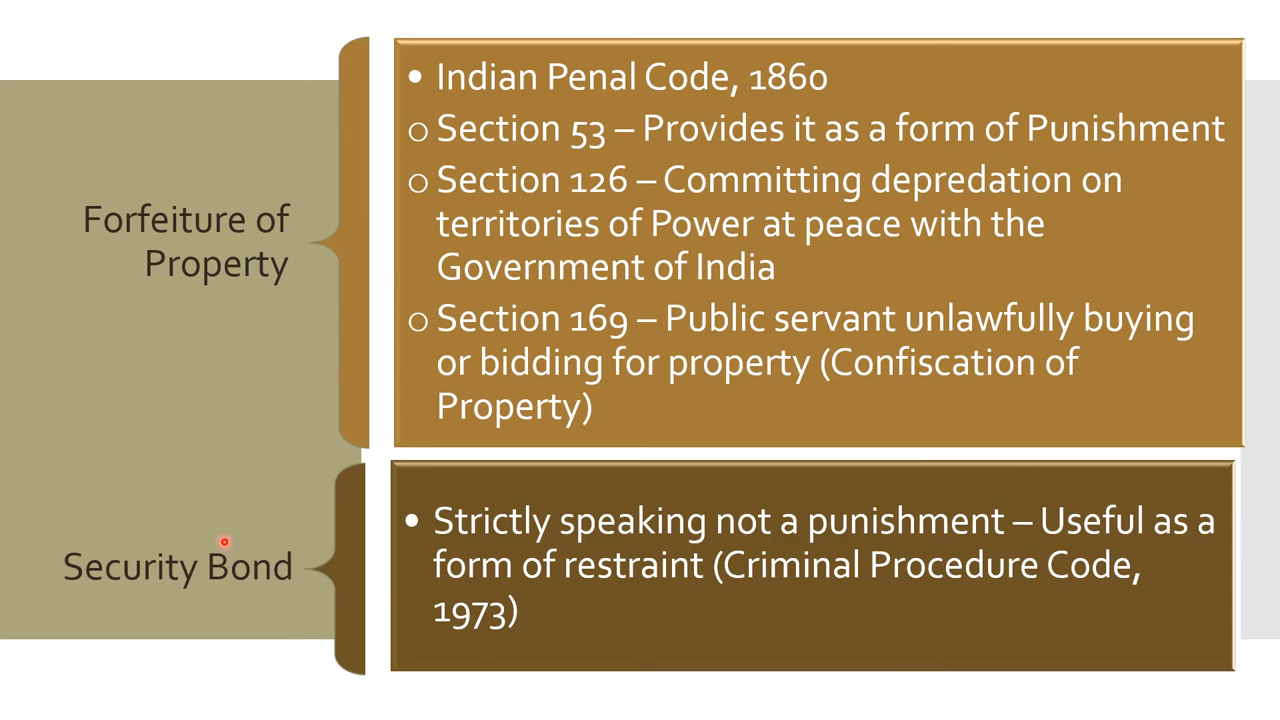 Forfeiture of
Property
• Indian Penal Code, 1860
o Section 53 – Provides it as a form of Punishment
o Section 126 – Committing depredation on
territories of Power at peace with the
Government of India
o Section 169 – Public servant unlawfully buying
or bidding for property (Confiscation of
Property)
Security Bond
• Strictly speaking not a punishment – Useful as a
form of restraint (Criminal Procedure Code,
1973)